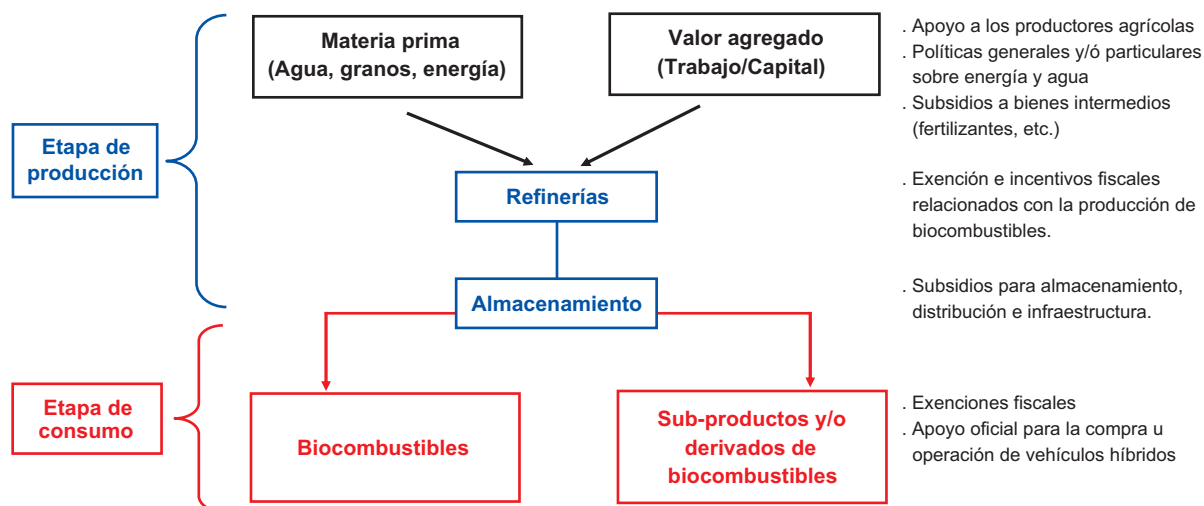 Materia prima
(Agua, granos, energía)
Valor agregado
(Trabajo/Capital)
. Apoyo a los productores agrícolas
. Políticas generales y/ó particulares
sobre energía y agua
. Subsidios a bienes intermedios
(fertilizantes, etc.)
Etapa de
producción
Refinerías
. Exención e incentivos fiscales
relacionados con la producción de
biocombustibles.
Almacenamiento
. Subsidios para almacenamiento,
distribución e infraestructura.
Etapa de
consumo
Biocombustibles
Sub-productos y/o
derivados de
biocombustibles
. Exenciones fiscales
. Apoyo oficial para la compra u
operación de vehículos híbridos